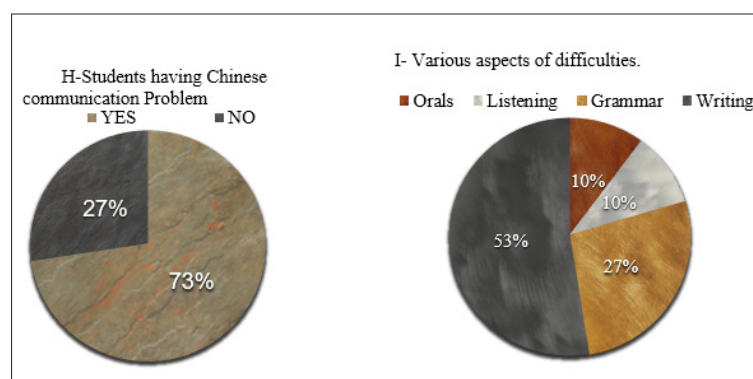 H-Students having Chinese
communication Problem
YES NO
27%
73%
I- Various aspects of difficulties.
Orals Listening Grammar Writing
10%
10%
53%
27%